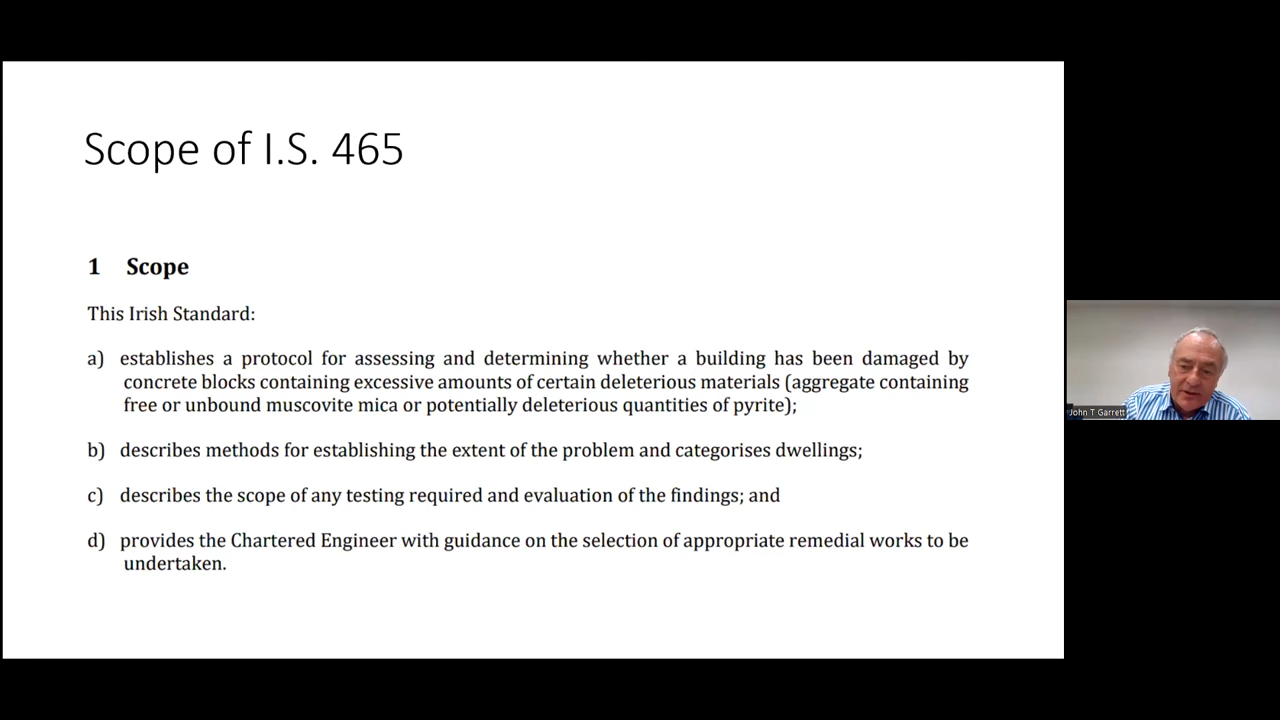 Scope of I.S. 465
1 Scope
This Irish Standard:
a) establishes a protocol for assessing and determining whether a building has been damaged by
concrete blocks containing excessive amounts of certain deleterious materials (aggregate containing
free or unbound muscovite mica or potentially deleterious quantities of pyrite);
b) describes methods for establishing the extent of the problem and categorises dwellings;
c) describes the scope of any testing required and evaluation of the findings; and
d) provides the Chartered Engineer with guidance on the selection of appropriate remedial works to be
undertaken.
John T Garrett